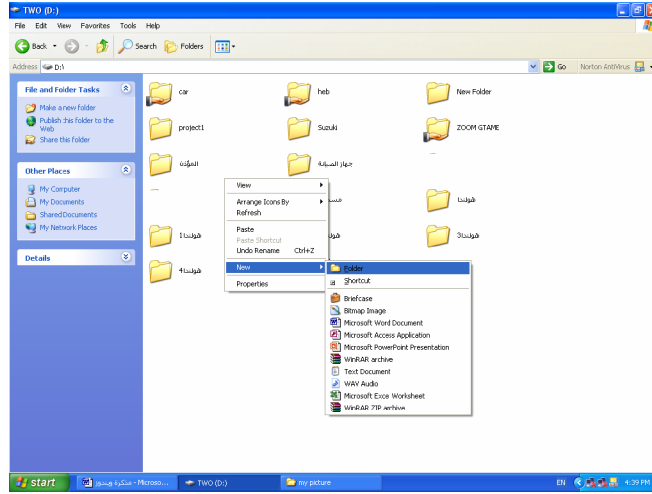 TWO (D:)
File Edit View Favorites Tools Help
Back Search Folders
Address D:\ Go Norton AntiVirus
File and Folder Tasks
Make a new folder
Publish this folder to the
Web
Share this folder
Other Places
My Computer
My Documents
Shared Documents
My Network Places
Details
car heb New Folder
project1 Suzuki ZOOM GTAME
المؤذن جهاز الصيانة
هولندا
هولندا1 هولندا3
هولندا4
View
Arrange Icons By
Refresh
Paste
Paste Shortcut
Undo Rename Ctrl+Z
New
Properties
Folder
Shortcut
Briefcase
Bitmap Image
Microsoft Word Document
Microsoft Access Application
Microsoft PowerPoint Presentation
WinRAR archive
Text Document
WAV Audio
Microsoft Exce Worksheet
WinRAR ZIP archive
start مذكرة ويندوز - Microso... TWO (D:) my picture EN 4:39 PM